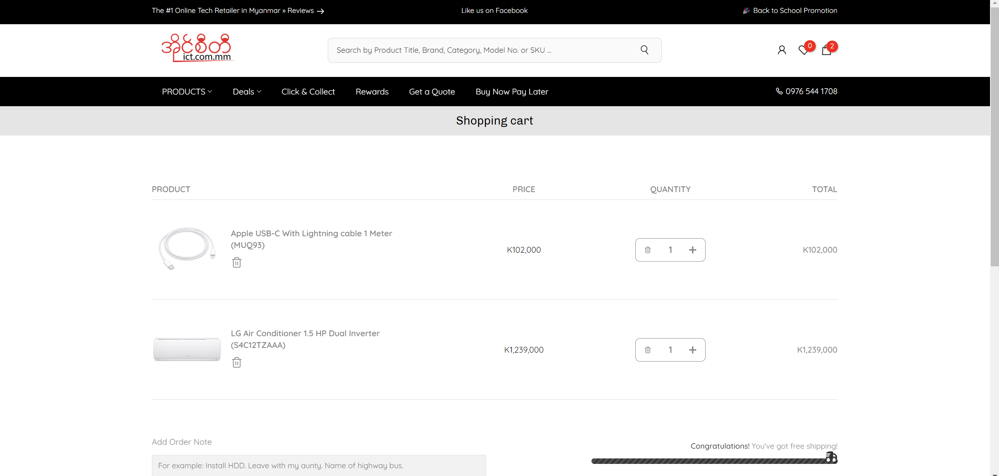 The #1 Online Tech Retailer in Myanmar » Reviews →
Like us on Facebook
🎉 Back to School Promotion
အိုင်စီတီ
ict.com.mm
Search by Product Title, Brand, Category, Model No. or SKU ...
0
2
PRODUCTS
Deals
Click & Collect
Rewards
Get a Quote
Buy Now Pay Later
0976 544 1708
Shopping cart
PRODUCT
PRICE
QUANTITY
TOTAL
Apple USB-C With Lightning cable 1 Meter
(MUQ93)
K102,000
1
K102,000
LG Air Conditioner 1.5 HP Dual Inverter
(S4C12TZAAA)
K1,239,000
1
K1,239,000
Add Order Note
Congratulations! You've got free shipping!
For example: Install HDD. Leave with my aunty. Name of highway bus.